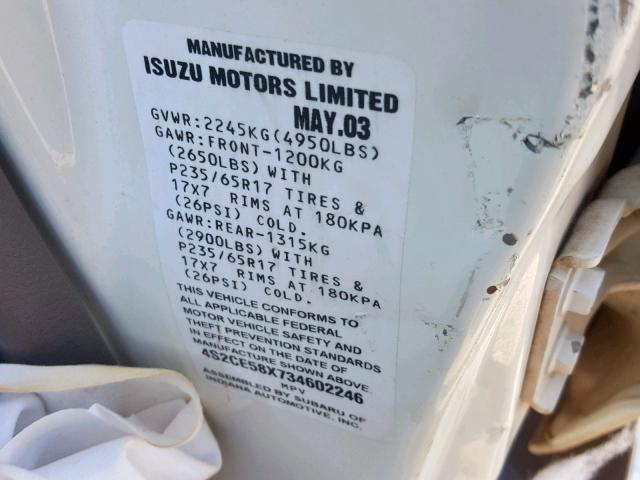 MANUFACTURED BY
ISUZU MOTORS LIMITED
MAY.03
GVWR:2245KG(4950LBS)
GAWR:FRONT-1200KG
(2650LBS)WITH
P235/65R17 TIRES &
17X7 RIMS AT 180KPA
(26PSI) COLD.
GAWR:REAR-1315KG
(2900LBS)WITH
P235/65R17 TIRES &
17X7 RIMS AT 180KPA
(26PSI) COLD.
THIS VEHICLE CONFORMS TO
ALL APPLICABLE FEDERAL
MOTOR VEHICLE SAFETY AND
THEFT PREVENTION STANDARDS
IN EFFECT ON THE DATE OF
MANUFACTURE SHOWN ABOVE
4S2CE58X734602246
MPV
ASSEMBLED BY SUBARU OF
INDIANA AUTOMOTIVE, INC.